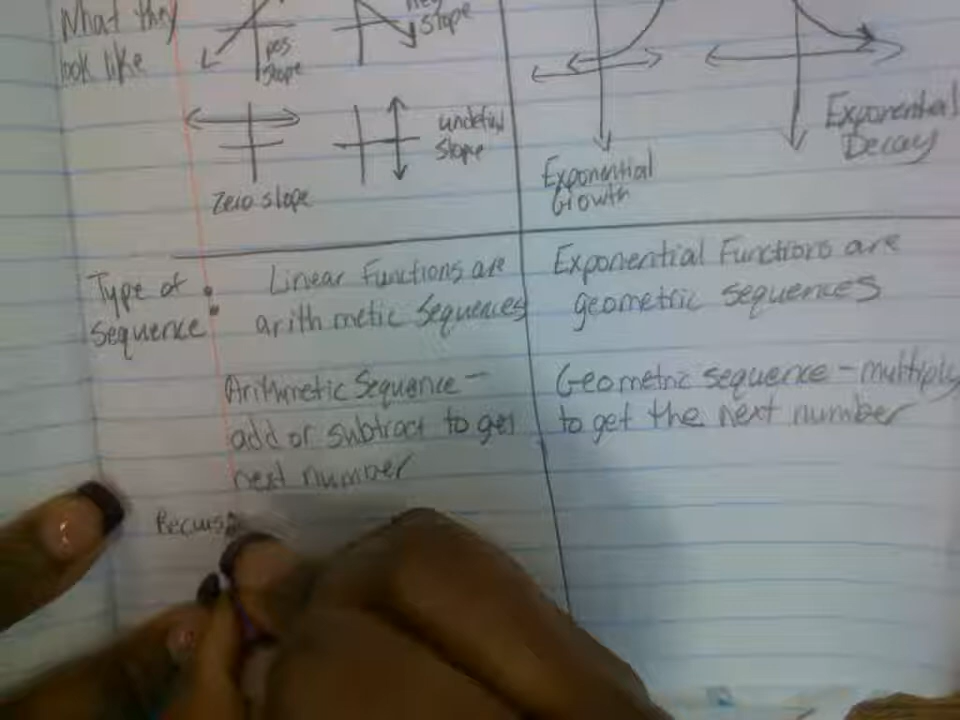 What they
look like
pos
slope
neg
slope
Zero slope
undefind
slope
Exponential
Growth
Exponential
Decay
Type of
sequence:
Linear Functions are
arithmetic sequences
Arithmetic Sequence -
add or subtract to get
next number
Exponential Functions are
geometric sequences
Geometric sequence - multiply
to get the next number